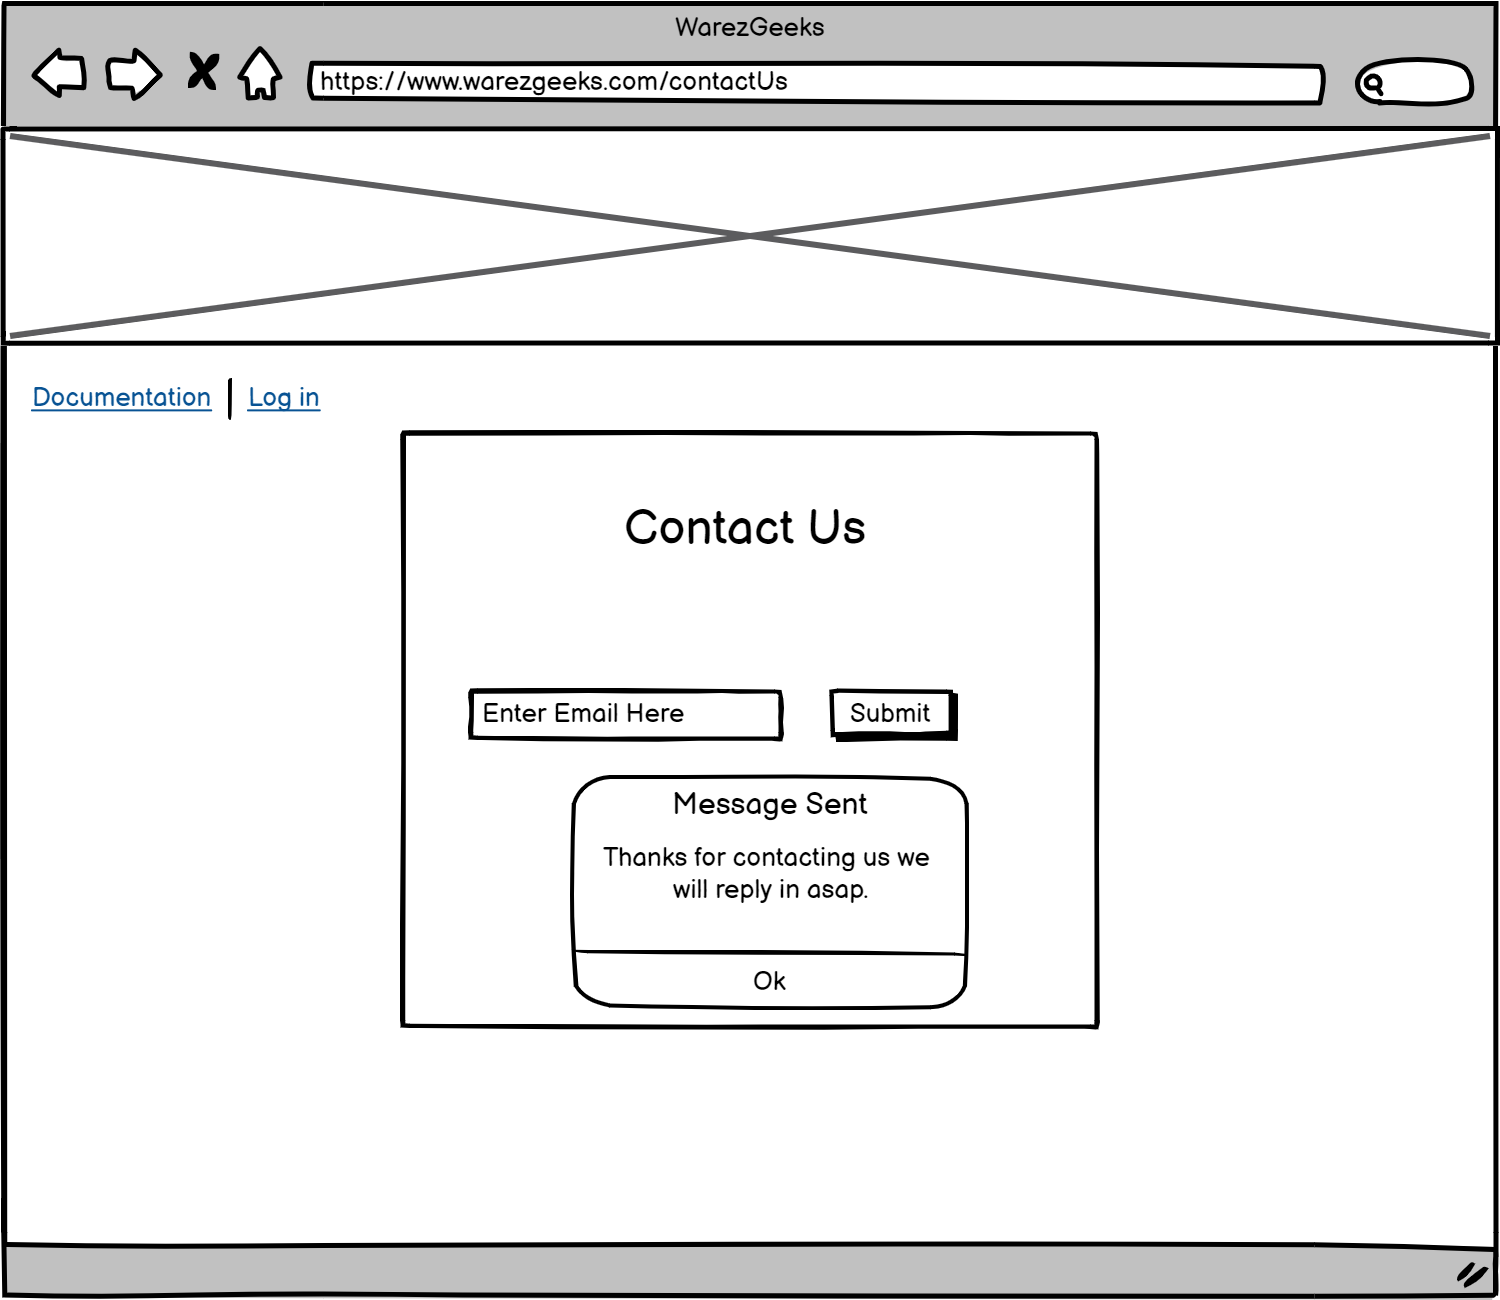 WarezGeeks
https://www.warezgeeks.com/contactUs
Documentation
Log in
Contact Us
Enter Email Here
Submit
Message Sent
Thanks for contacting us we
will reply in asap.
Ok